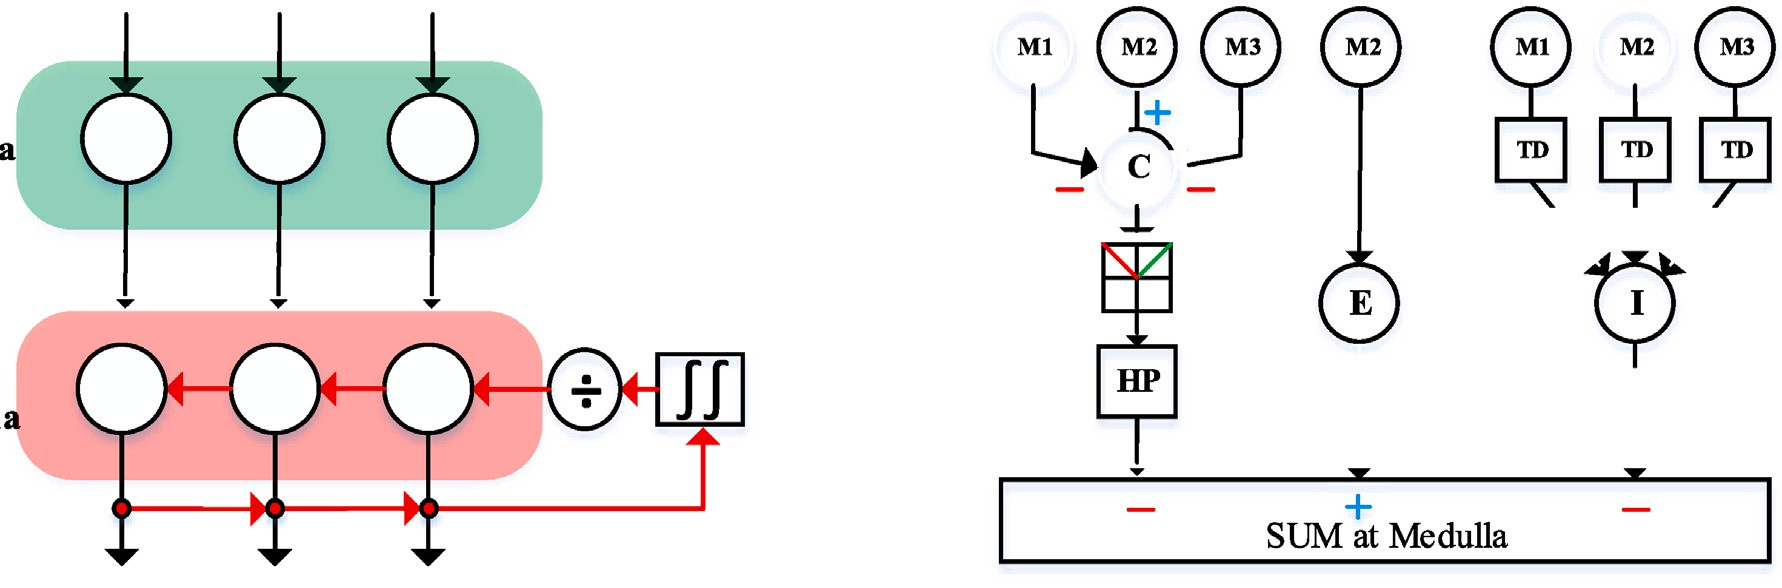 M1 M2 M3 M2 M1 M2 M3
+
TD TD TD
a
C
− −
E I
÷ ∫∫
HP
a
− + −
SUM at Medulla